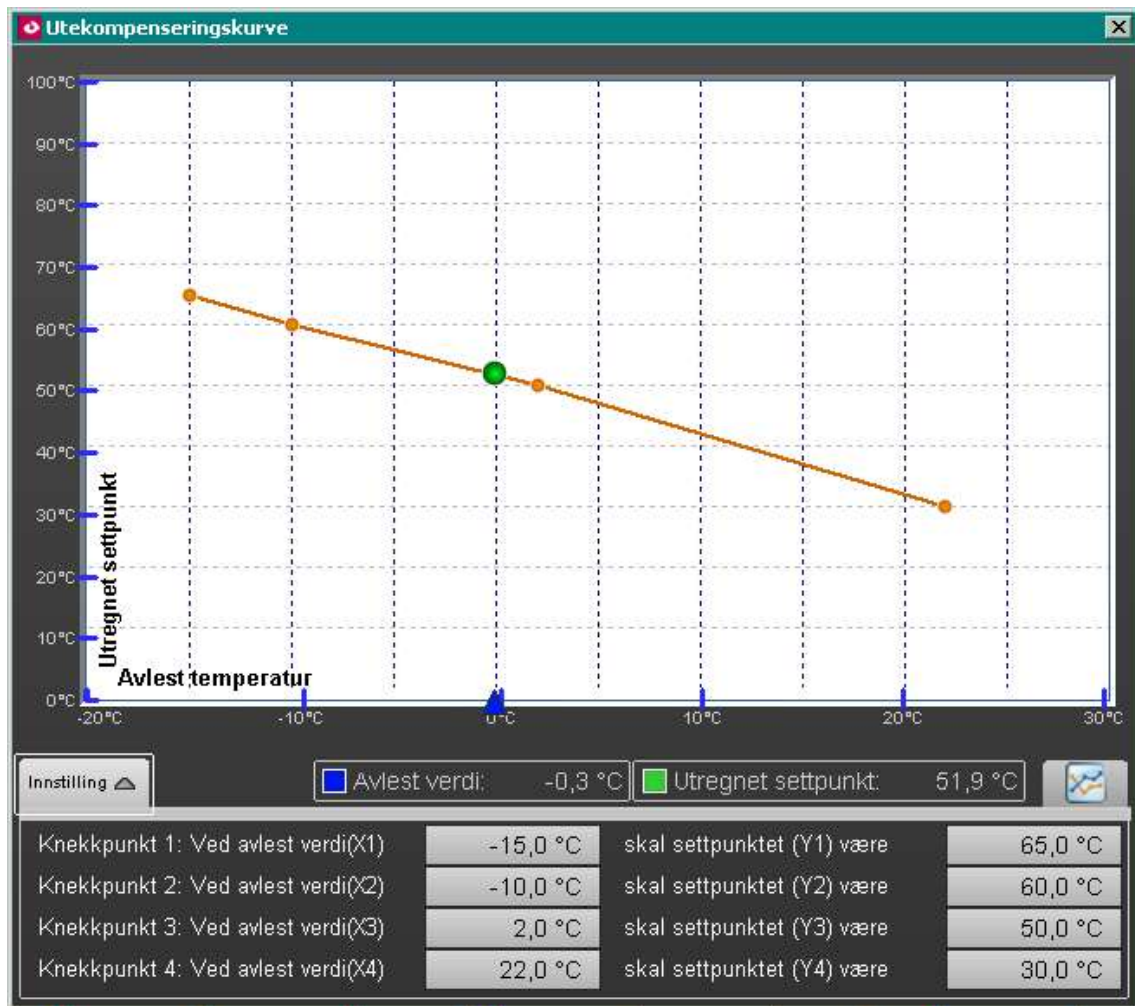 Utekompenseringskurve
100°C
90°C
80°C
70°C
60°C
50°C
40°C
30°C
20°C
10°C
0°C
Utregnet settpunkt
Avlest temperatur
-20°C -10°C 0°C 10°C 20°C 30°C
Innstilling
Avlest verdi: -0,3 °C Utregnet settpunkt: 51,9 °C
Knekkpunkt 1: Ved avlest verdi(X1) -15,0 °C skal settpunktet (Y1) være 65,0 °C
Knekkpunkt 2: Ved avlest verdi(X2) -10,0 °C skal settpunktet (Y2) være 60,0 °C
Knekkpunkt 3: Ved avlest verdi(X3) 2,0 °C skal settpunktet (Y3) være 50,0 °C
Knekkpunkt 4: Ved avlest verdi(X4) 22,0 °C skal settpunktet (Y4) være 30,0 °C